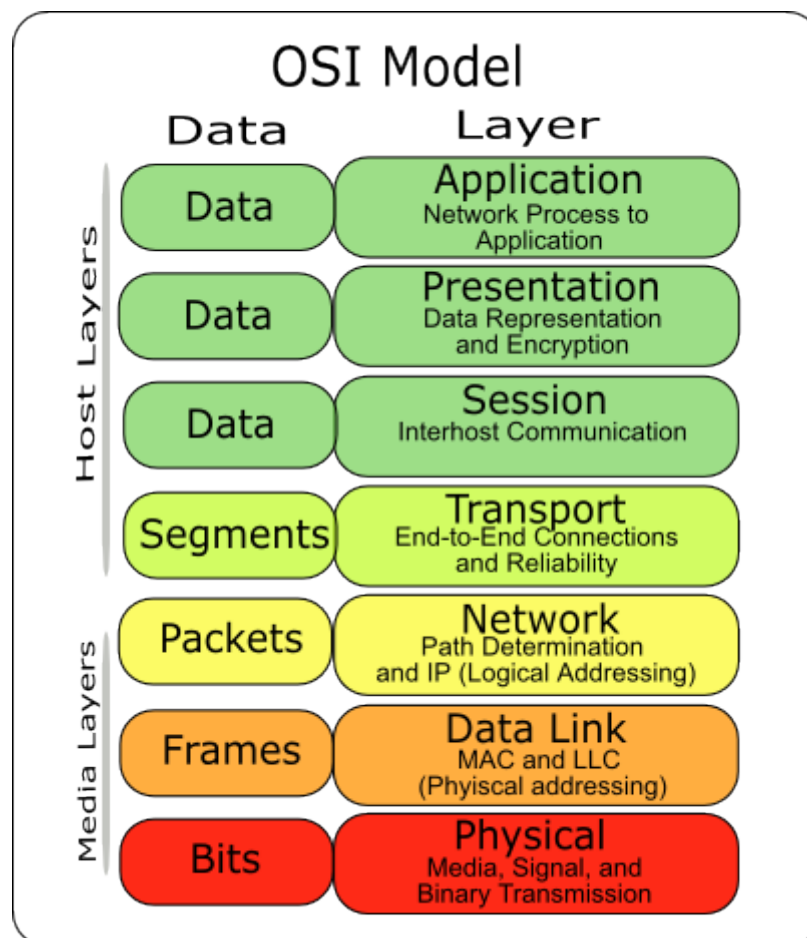 OSI Model
Data
Layer
Host Layers
Data
Application
Network Process to
Application
Data
Presentation
Data Representation
and Encryption
Data
Session
Interhost Communication
Segments
Transport
End-to-End Connections
and Reliability
Media Layers
Packets
Network
Path Determination
and IP (Logical Addressing)
Frames
Data Link
MAC and LLC
(Phyiscal addressing)
Bits
Physical
Media, Signal, and
Binary Transmission